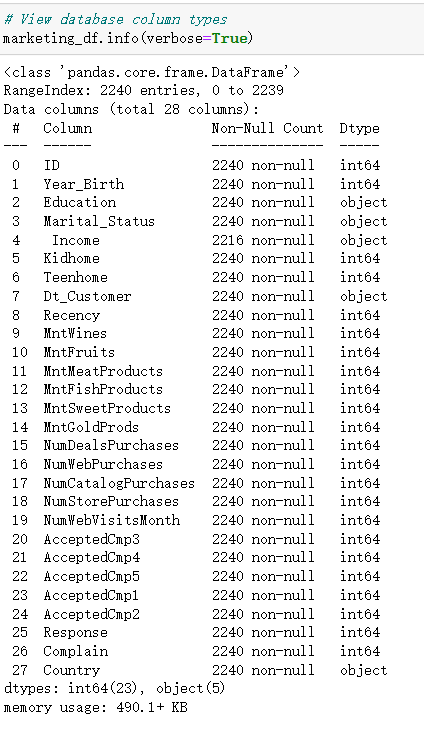 # View database column types
marketing_df.info(verbose=True)
<class 'pandas.core.frame.DataFrame'>
RangeIndex: 2240 entries, 0 to 2239
Data columns (total 28 columns):
 #   Column               Non-Null Count  Dtype
---  ------               --------------  -----
 0   ID                   2240 non-null   int64
 1   Year_Birth           2240 non-null   int64
 2   Education            2240 non-null   object
 3   Marital_Status       2240 non-null   object
 4    Income              2216 non-null   object
 5   Kidhome              2240 non-null   int64
 6   Teenhome             2240 non-null   int64
 7   Dt_Customer          2240 non-null   object
 8   Recency              2240 non-null   int64
 9   MntWines             2240 non-null   int64
 10  MntFruits            2240 non-null   int64
 11  MntMeatProducts      2240 non-null   int64
 12  MntFishProducts      2240 non-null   int64
 13  MntSweetProducts     2240 non-null   int64
 14  MntGoldProds         2240 non-null   int64
 15  NumDealsPurchases    2240 non-null   int64
 16  NumWebPurchases      2240 non-null   int64
 17  NumCatalogPurchases  2240 non-null   int64
 18  NumStorePurchases    2240 non-null   int64
 19  NumWebVisitsMonth    2240 non-null   int64
 20  AcceptedCmp3         2240 non-null   int64
 21  AcceptedCmp4         2240 non-null   int64
 22  AcceptedCmp5         2240 non-null   int64
 23  AcceptedCmp1         2240 non-null   int64
 24  AcceptedCmp2         2240 non-null   int64
 25  Response             2240 non-null   int64
 26  Complain             2240 non-null   int64
 27  Country              2240 non-null   object
dtypes: int64(23), object(5)
memory usage: 490.1+ KB